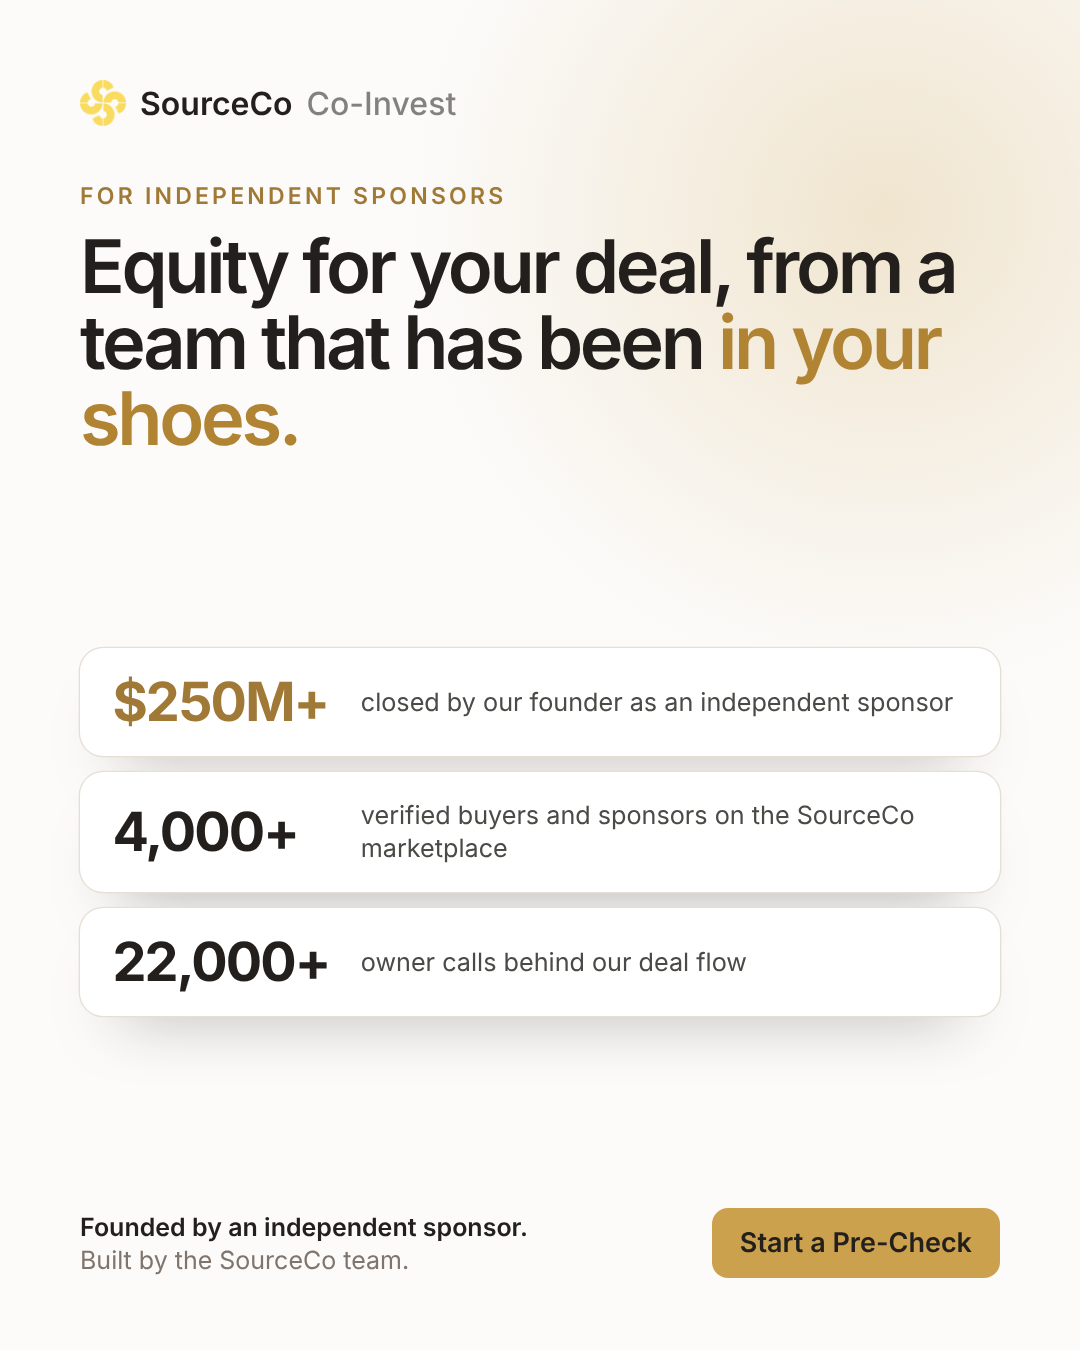 SourceCo Co-Invest
FOR INDEPENDENT SPONSORS
Equity for your deal, from a
team that has been in your
shoes.
$250M+ closed by our founder as an independent sponsor
4,000+ verified buyers and sponsors on the SourceCo
marketplace
22,000+ owner calls behind our deal flow
Founded by an independent sponsor.
Built by the SourceCo team.
Start a Pre-Check